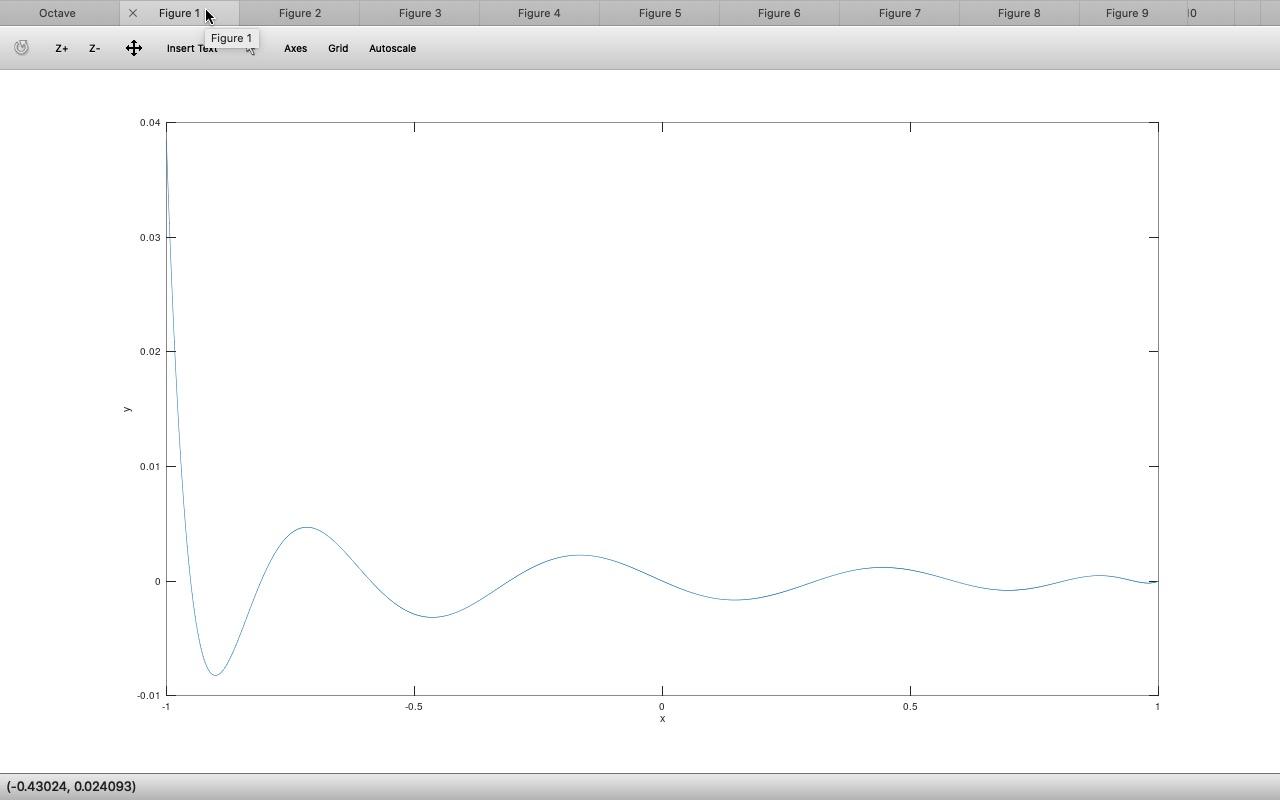 Octave Figure 1 Figure 2 Figure 3 Figure 4 Figure 5 Figure 6 Figure 7 Figure 8 Figure 9
Figure 1
Z+ Z- Insert Text Axes Grid Autoscale
0.04
0.03
0.02
y
0.01
0
-0.01
-1 -0.5 0 0.5 1
x
(-0.43024, 0.024093)